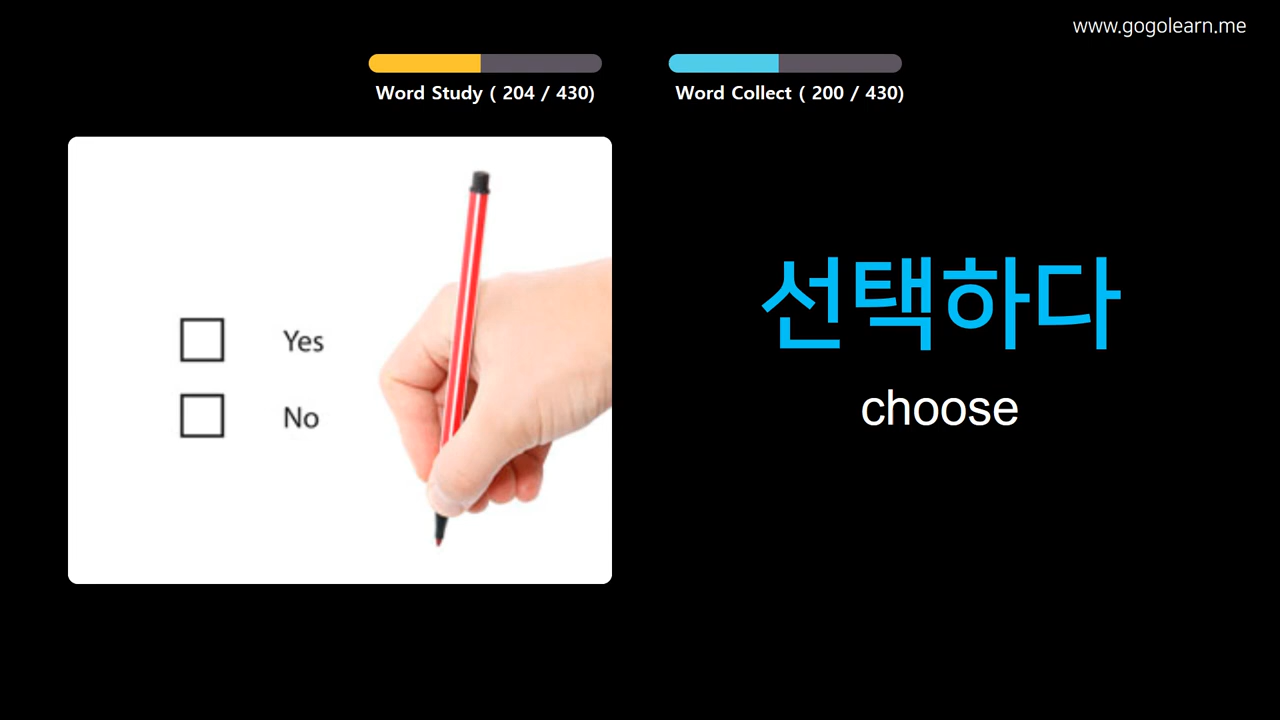 www.gogolearn.me
Word Study ( 204 / 430)
Word Collect ( 200 / 430)
Yes
No
선택하다
choose